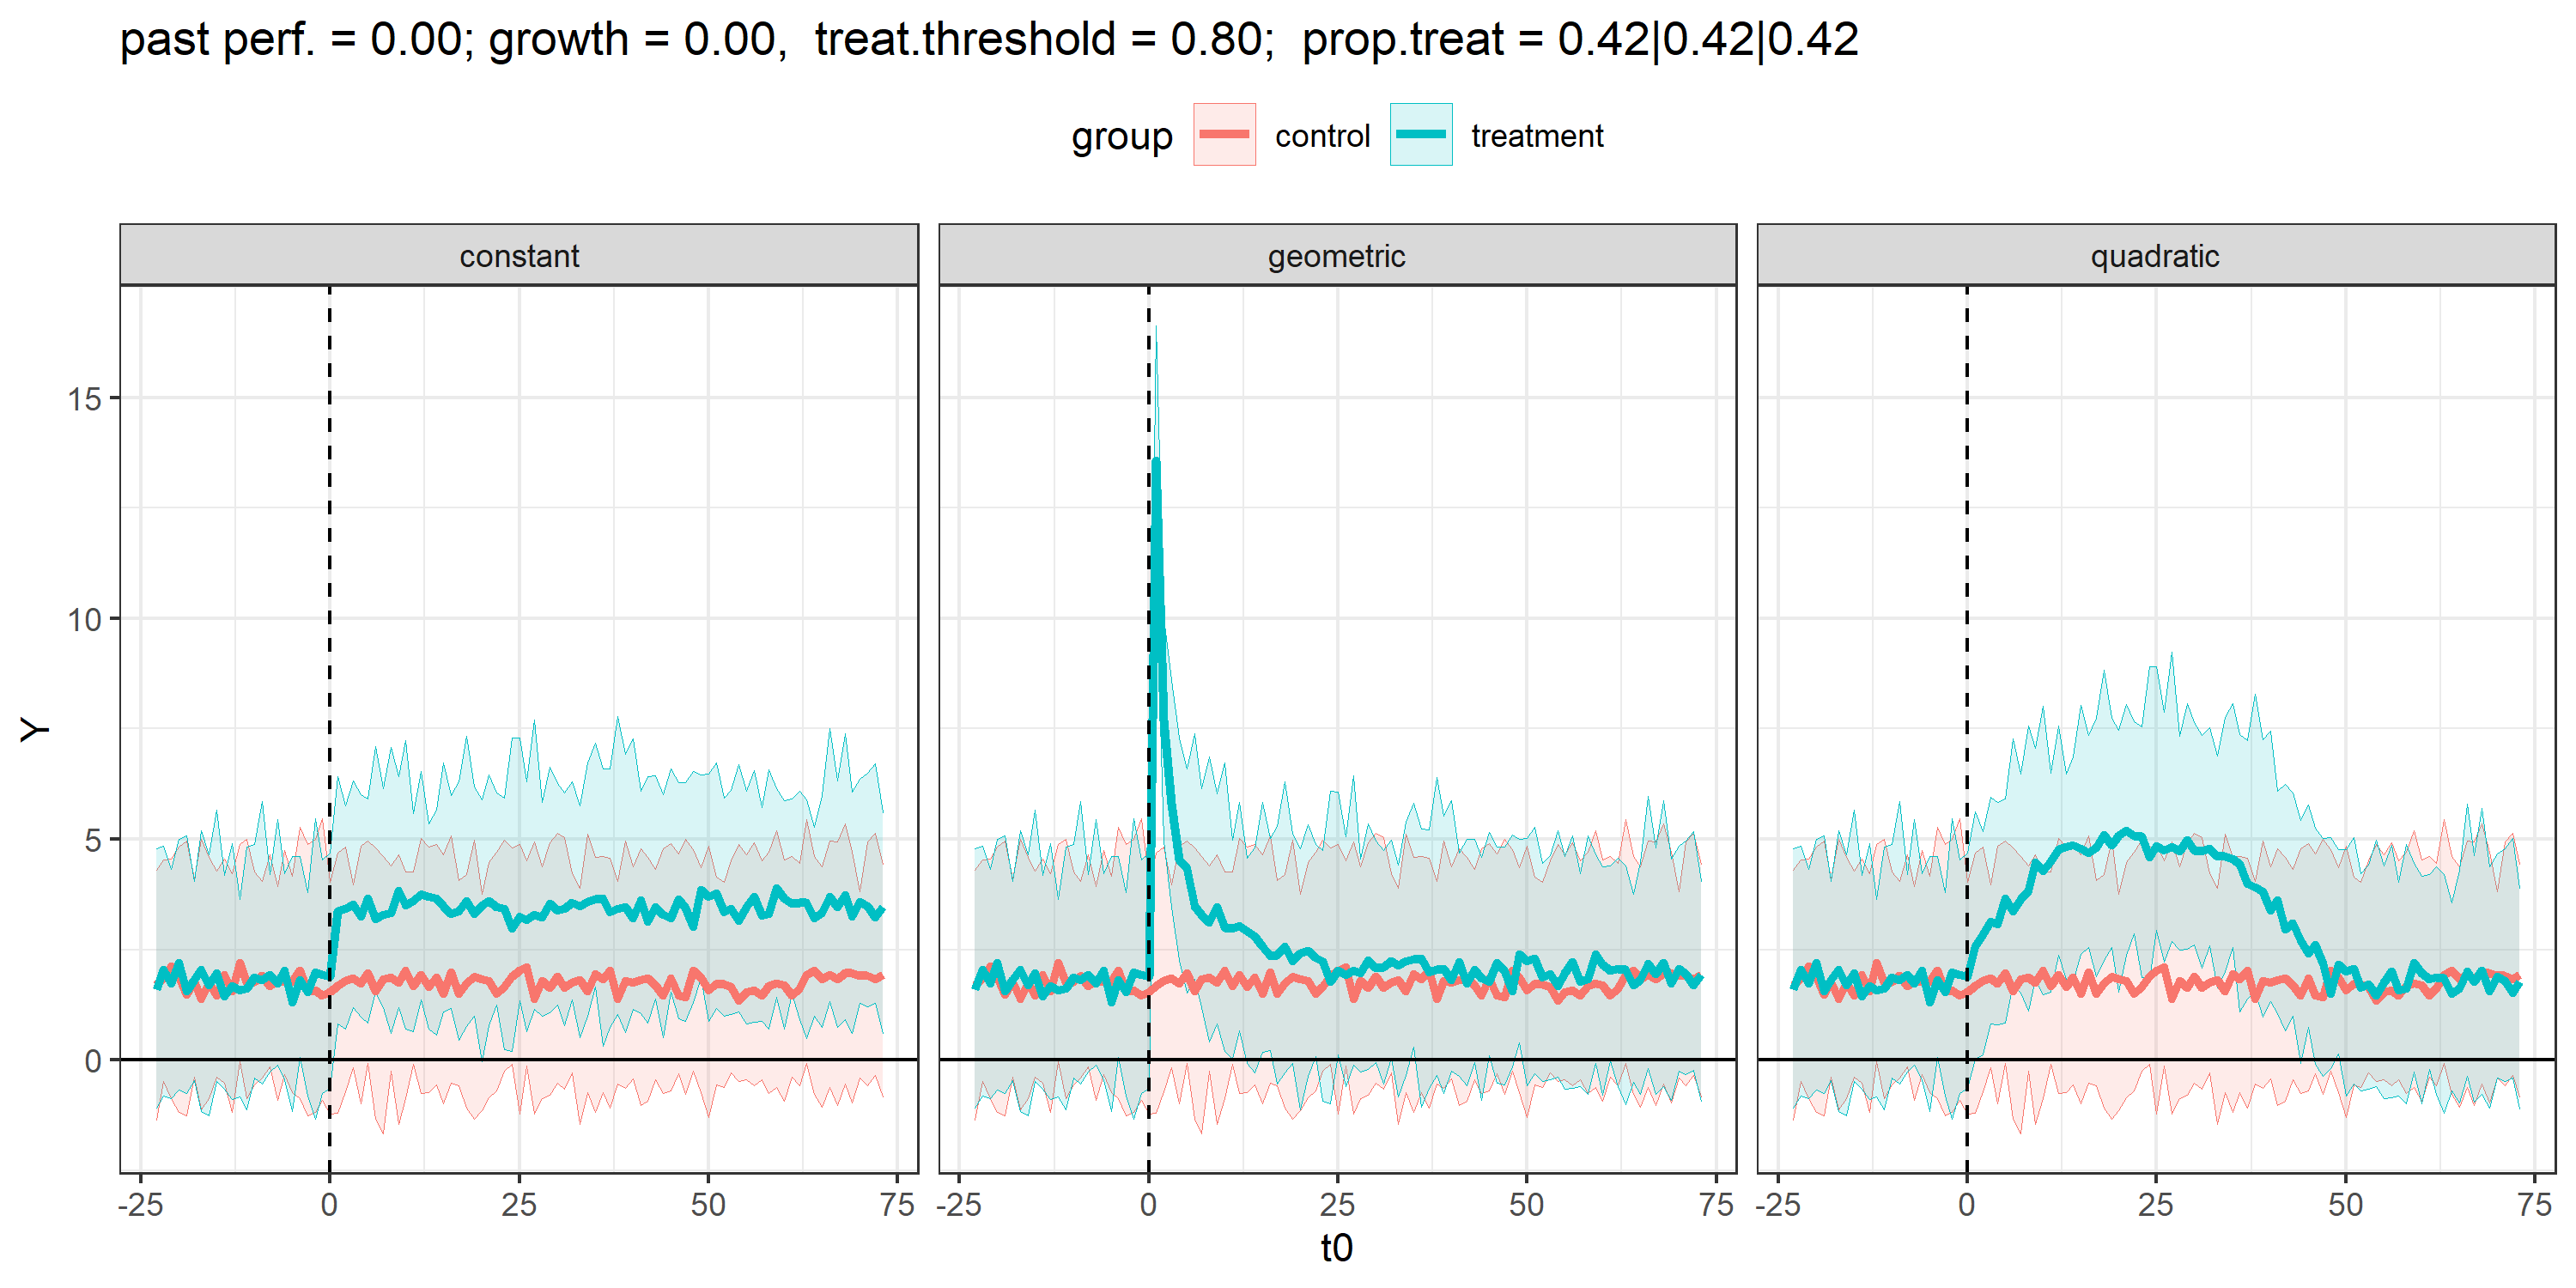 past perf. = 0.00; growth = 0.00,  treat.threshold = 0.80;  prop.treat = 0.42|0.42|0.42
group control treatment
constant geometric quadratic
Y
15
10
5
0
-25 0 25 50 75 -25 0 25 50 75 -25 0 25 50 75
t0